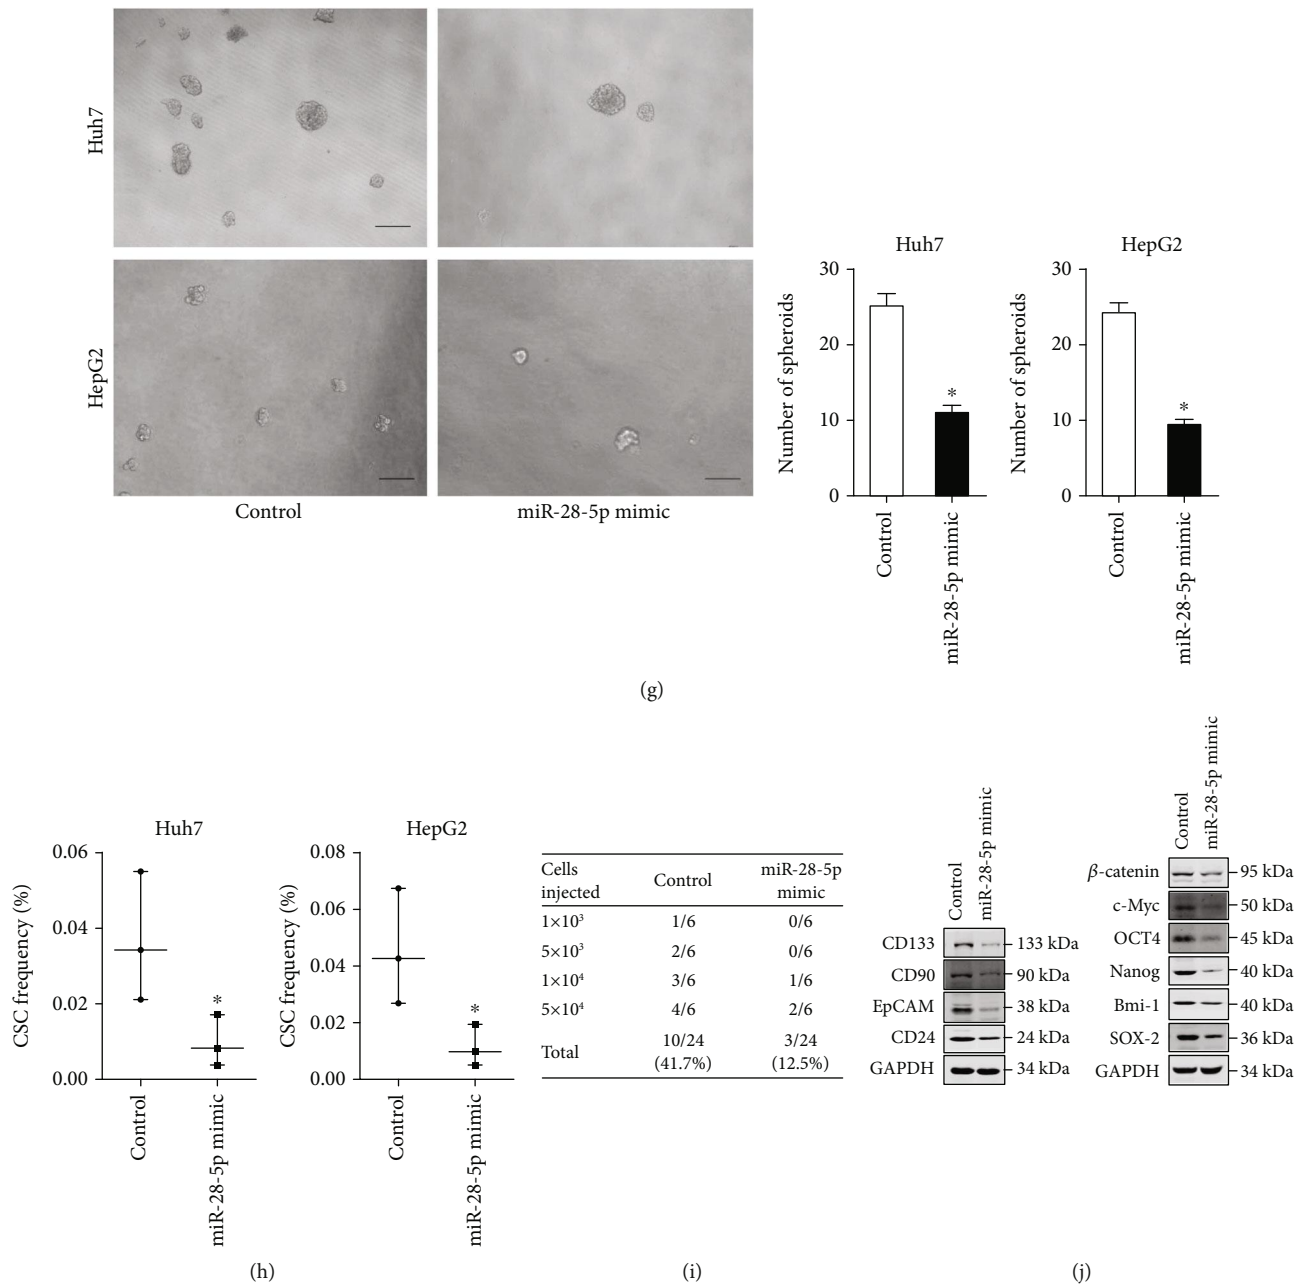 Huh7
HepG2
Control
miR-28-5p mimic
Huh7
Number of spheroids
30
20
10
0
*
Control
miR-28-5p mimic
HepG2
Number of spheroids
30
20
10
0
*
Control
miR-28-5p mimic
(g)
Huh7
CSC frequency (%)
0.06
0.04
0.02
0.00
*
Control
miR-28-5p mimic
HepG2
CSC frequency (%)
0.08
0.06
0.04
0.02
0.00
*
Control
miR-28-5p mimic
(h)
Cells injected Control miR-28-5p mimic
1×10³ 1/6 0/6
5×10³ 2/6 0/6
1×10⁴ 3/6 1/6
5×10⁴ 4/6 2/6
Total 10/24 (41.7%) 3/24 (12.5%)
(i)
Control
miR-28-5p mimic
CD133 133 kDa
CD90 90 kDa
EpCAM 38 kDa
CD24 24 kDa
GAPDH 34 kDa
Control
miR-28-5p mimic
β-catenin 95 kDa
c-Myc 50 kDa
OCT4 45 kDa
Nanog 40 kDa
Bmi-1 40 kDa
SOX-2 36 kDa
GAPDH 34 kDa
(j)